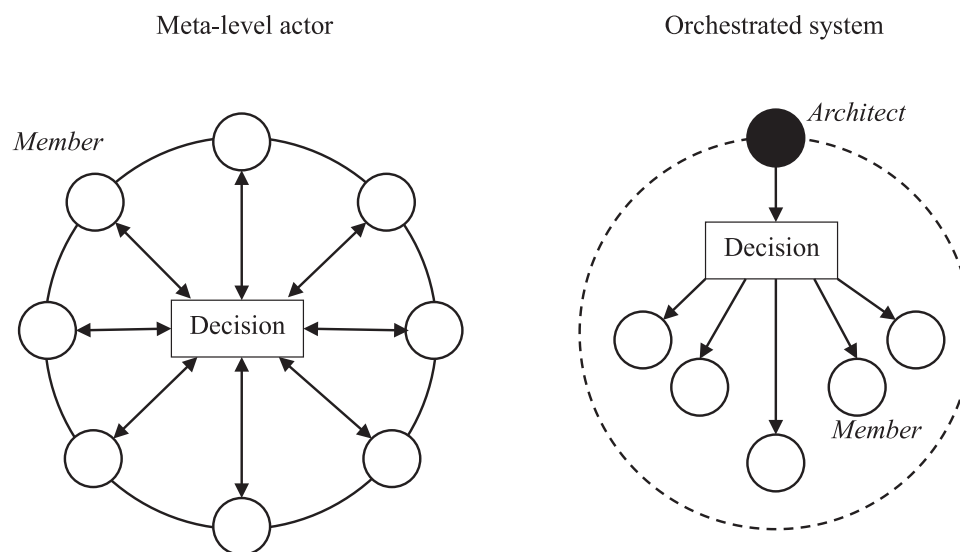 Meta-level actor
Orchestrated system
Member
Architect
Decision
Decision
Member